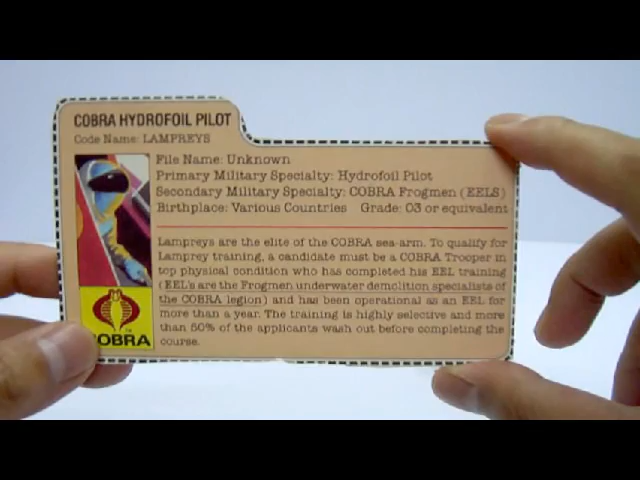 COBRA HYDROFOIL PILOT
Code Name: LAMPREYS
File Name: Unknown
Primary Military Specialty: Hydrofoil Pilot
Secondary Military Specialty: COBRA Frogmen (EELS)
Birthplace: Various Countries Grade: O3 or equivalent
Lampreys are the elite of the COBRA sea-arm. To qualify for
Lamprey training, a candidate must be a COBRA Trooper in
top physical condition who has completed his EEL training
(EEL's are the Frogmen underwater demolition specialists of
the COBRA legion) and has been operational as an EEL for
more than a year. The training is highly selective and more
than 50% of the applicants wash out before completing the
course.
OBRA